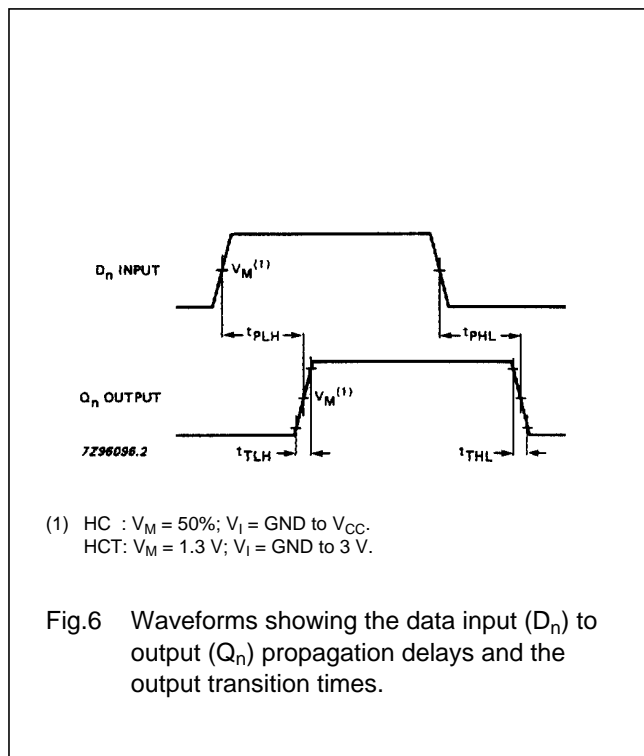 Dn INPUT
VM(1)
tPLH
tPHL
Qn OUTPUT
VM(1)
7Z96096.2
tTLH
tTHL
(1) HC : VM = 50%; VI = GND to VCC.
HCT: VM = 1.3 V; VI = GND to 3 V.
Fig.6 Waveforms showing the data input (Dn) to
output (Qn) propagation delays and the
output transition times.